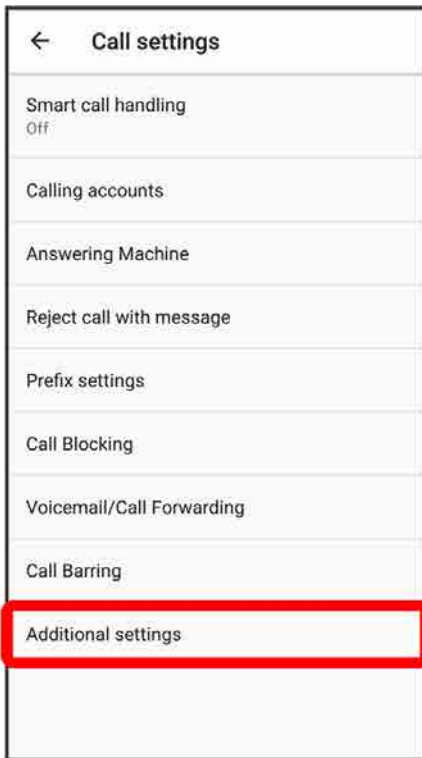 Call settings
Smart call handling
Off
Calling accounts
Answering Machine
Reject call with message
Prefix settings
Call Blocking
Voicemail/Call Forwarding
Call Barring
Additional settings